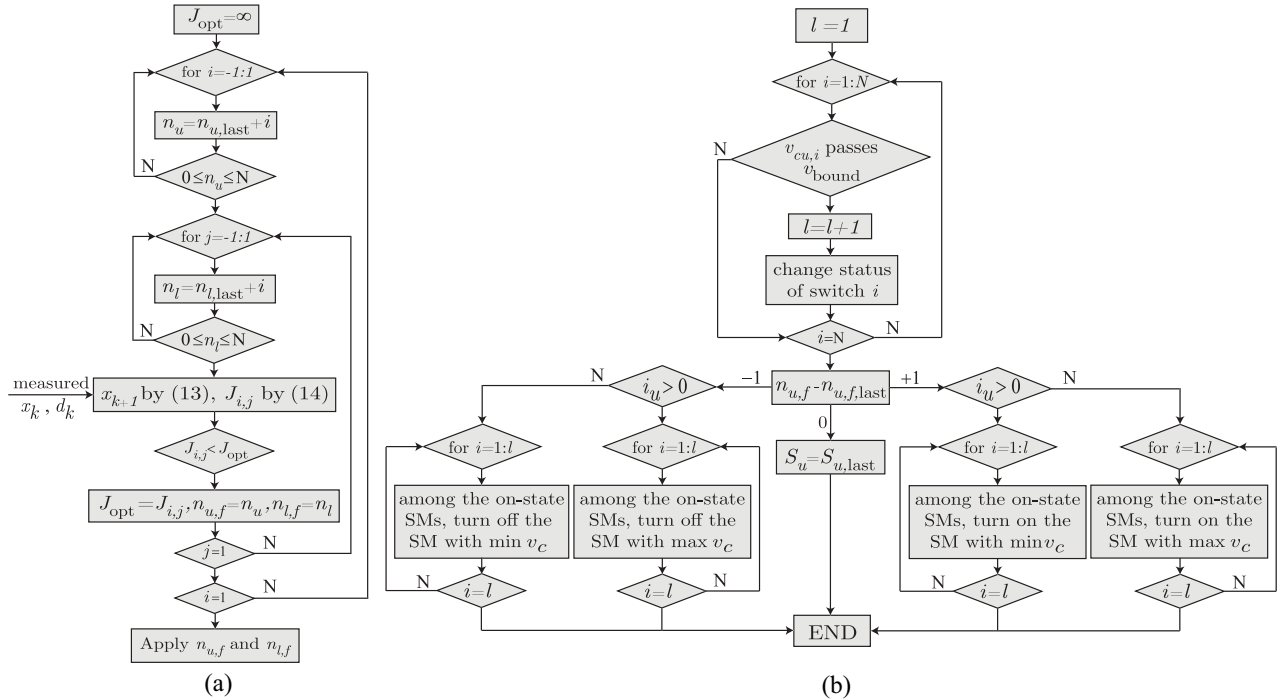 J_opt=∞
for i=-1:1
n_u=n_u,last+i
N
0≤n_u≤N
for j=-1:1
n_l=n_l,last+i
N
0≤n_l≤N
measured
x_k , d_k
x_k+1 by (13), J_i,j by (14)
J_i,j<J_opt
J_opt=J_i,j,n_u,f=n_u,n_l,f=n_l
j=1
N
i=1
N
Apply n_u,f and n_l,f
(a)
l=1
for i=1:N
N
v_cu,i passes
v_bound
l=l+1
change status
of switch i
i=N
N
N
i_u>0
−1
n_u,f-n_u,f,last
+1
i_u>0
N
0
for i=1:l
for i=1:l
S_u=S_u,last
for i=1:l
for i=1:l
among the on-state
SMs, turn off the
SM with min v_c
among the on-state
SMs, turn off the
SM with max v_c
among the on-state
SMs, turn on the
SM with min v_c
among the on-state
SMs, turn on the
SM with max v_c
N
i=l
i=l
N
N
i=l
i=l
N
END
(b)